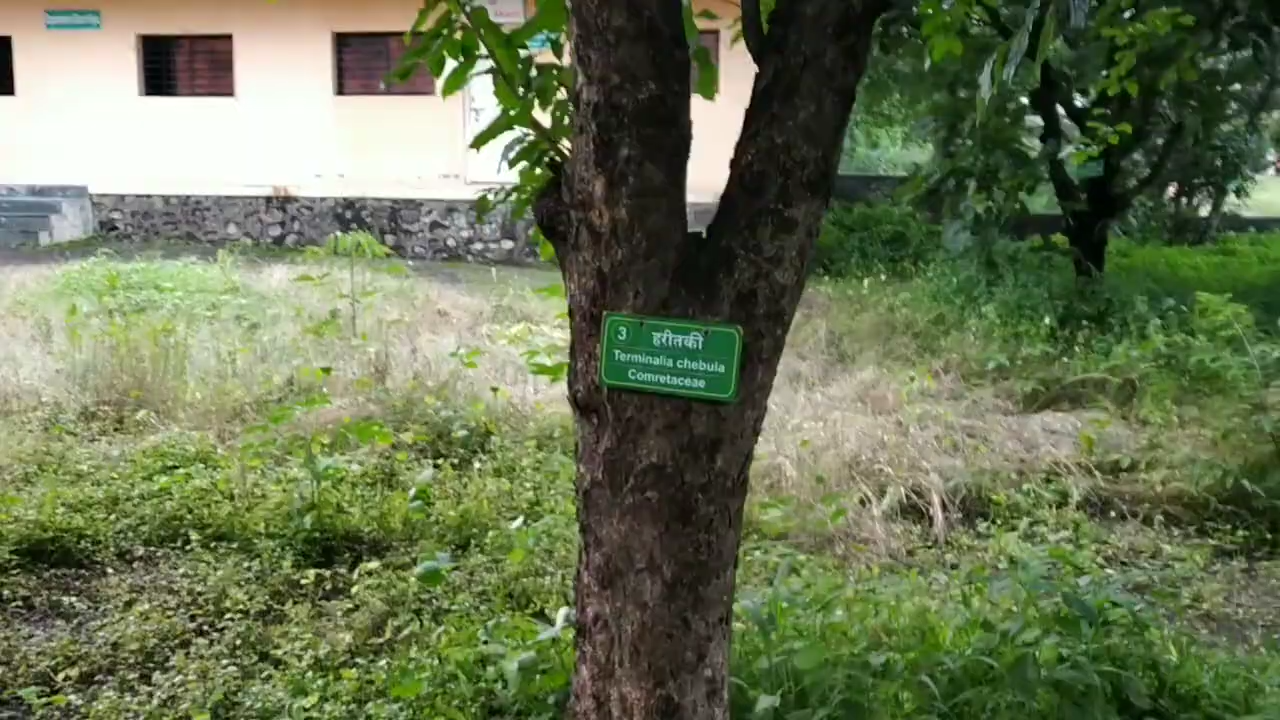 3 हरीतकी
Terminalia chebula
Comretaceae